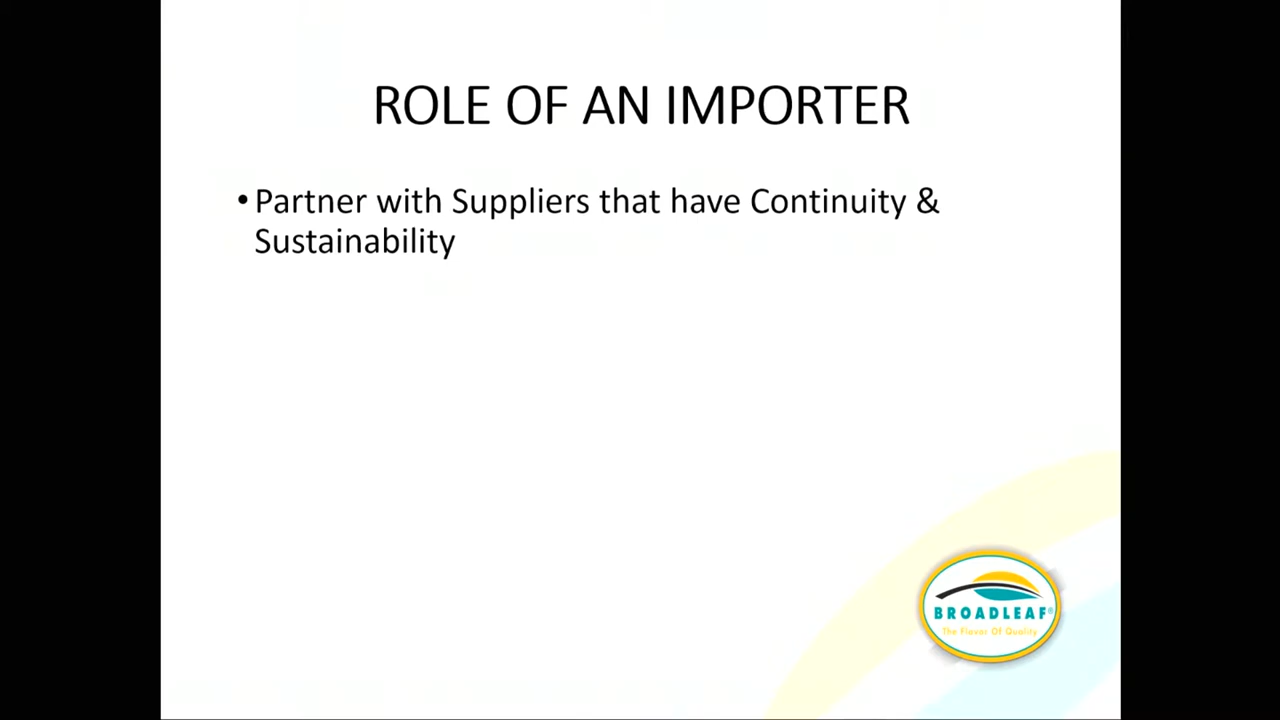 ROLE OF AN IMPORTER
• Partner with Suppliers that have Continuity &
Sustainability
BROADLEAF®
The Flavor Of Quality